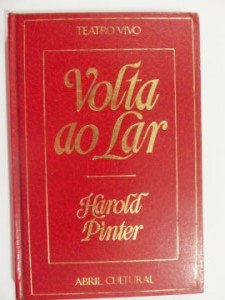 TEATRO VIVO
Volta
ao Lar
Harold
Pinter
ABRIL CULTURAL